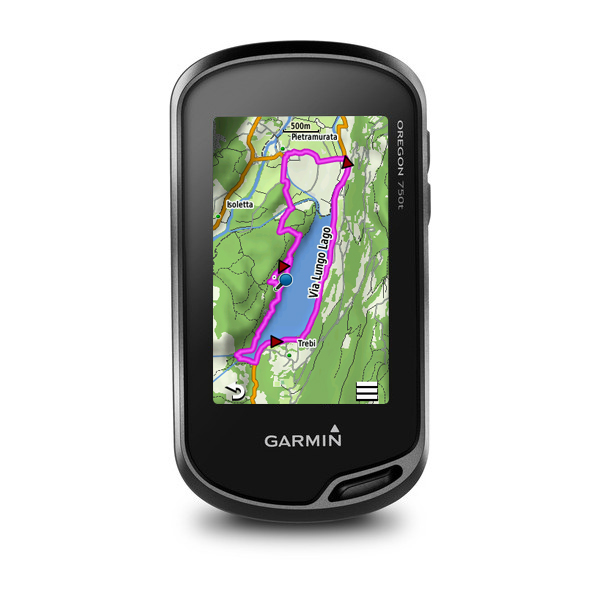 500m
Pietramurata
Isoletta
Via Lungo Lago
Trebi
OREGON 750t
GARMIN